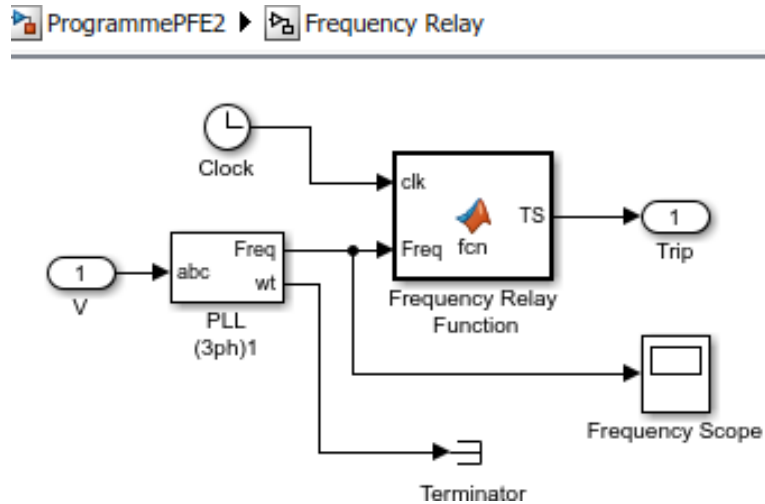 ProgrammePFE2 Frequency Relay
Clock
clk
TS
Freq fcn
Frequency Relay
Function
1
Trip
1
V
abc
Freq
wt
PLL
(3ph)1
Frequency Scope
Terminator